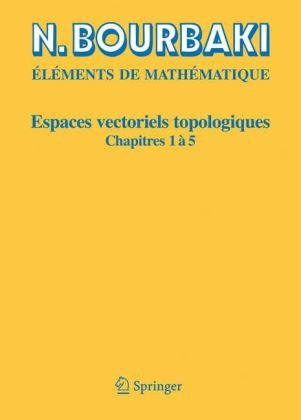 N. BOURBAKI
ÉLÉMENTS DE MATHÉMATIQUE
Espaces vectoriels topologiques
Chapitres 1 à 5
Springer